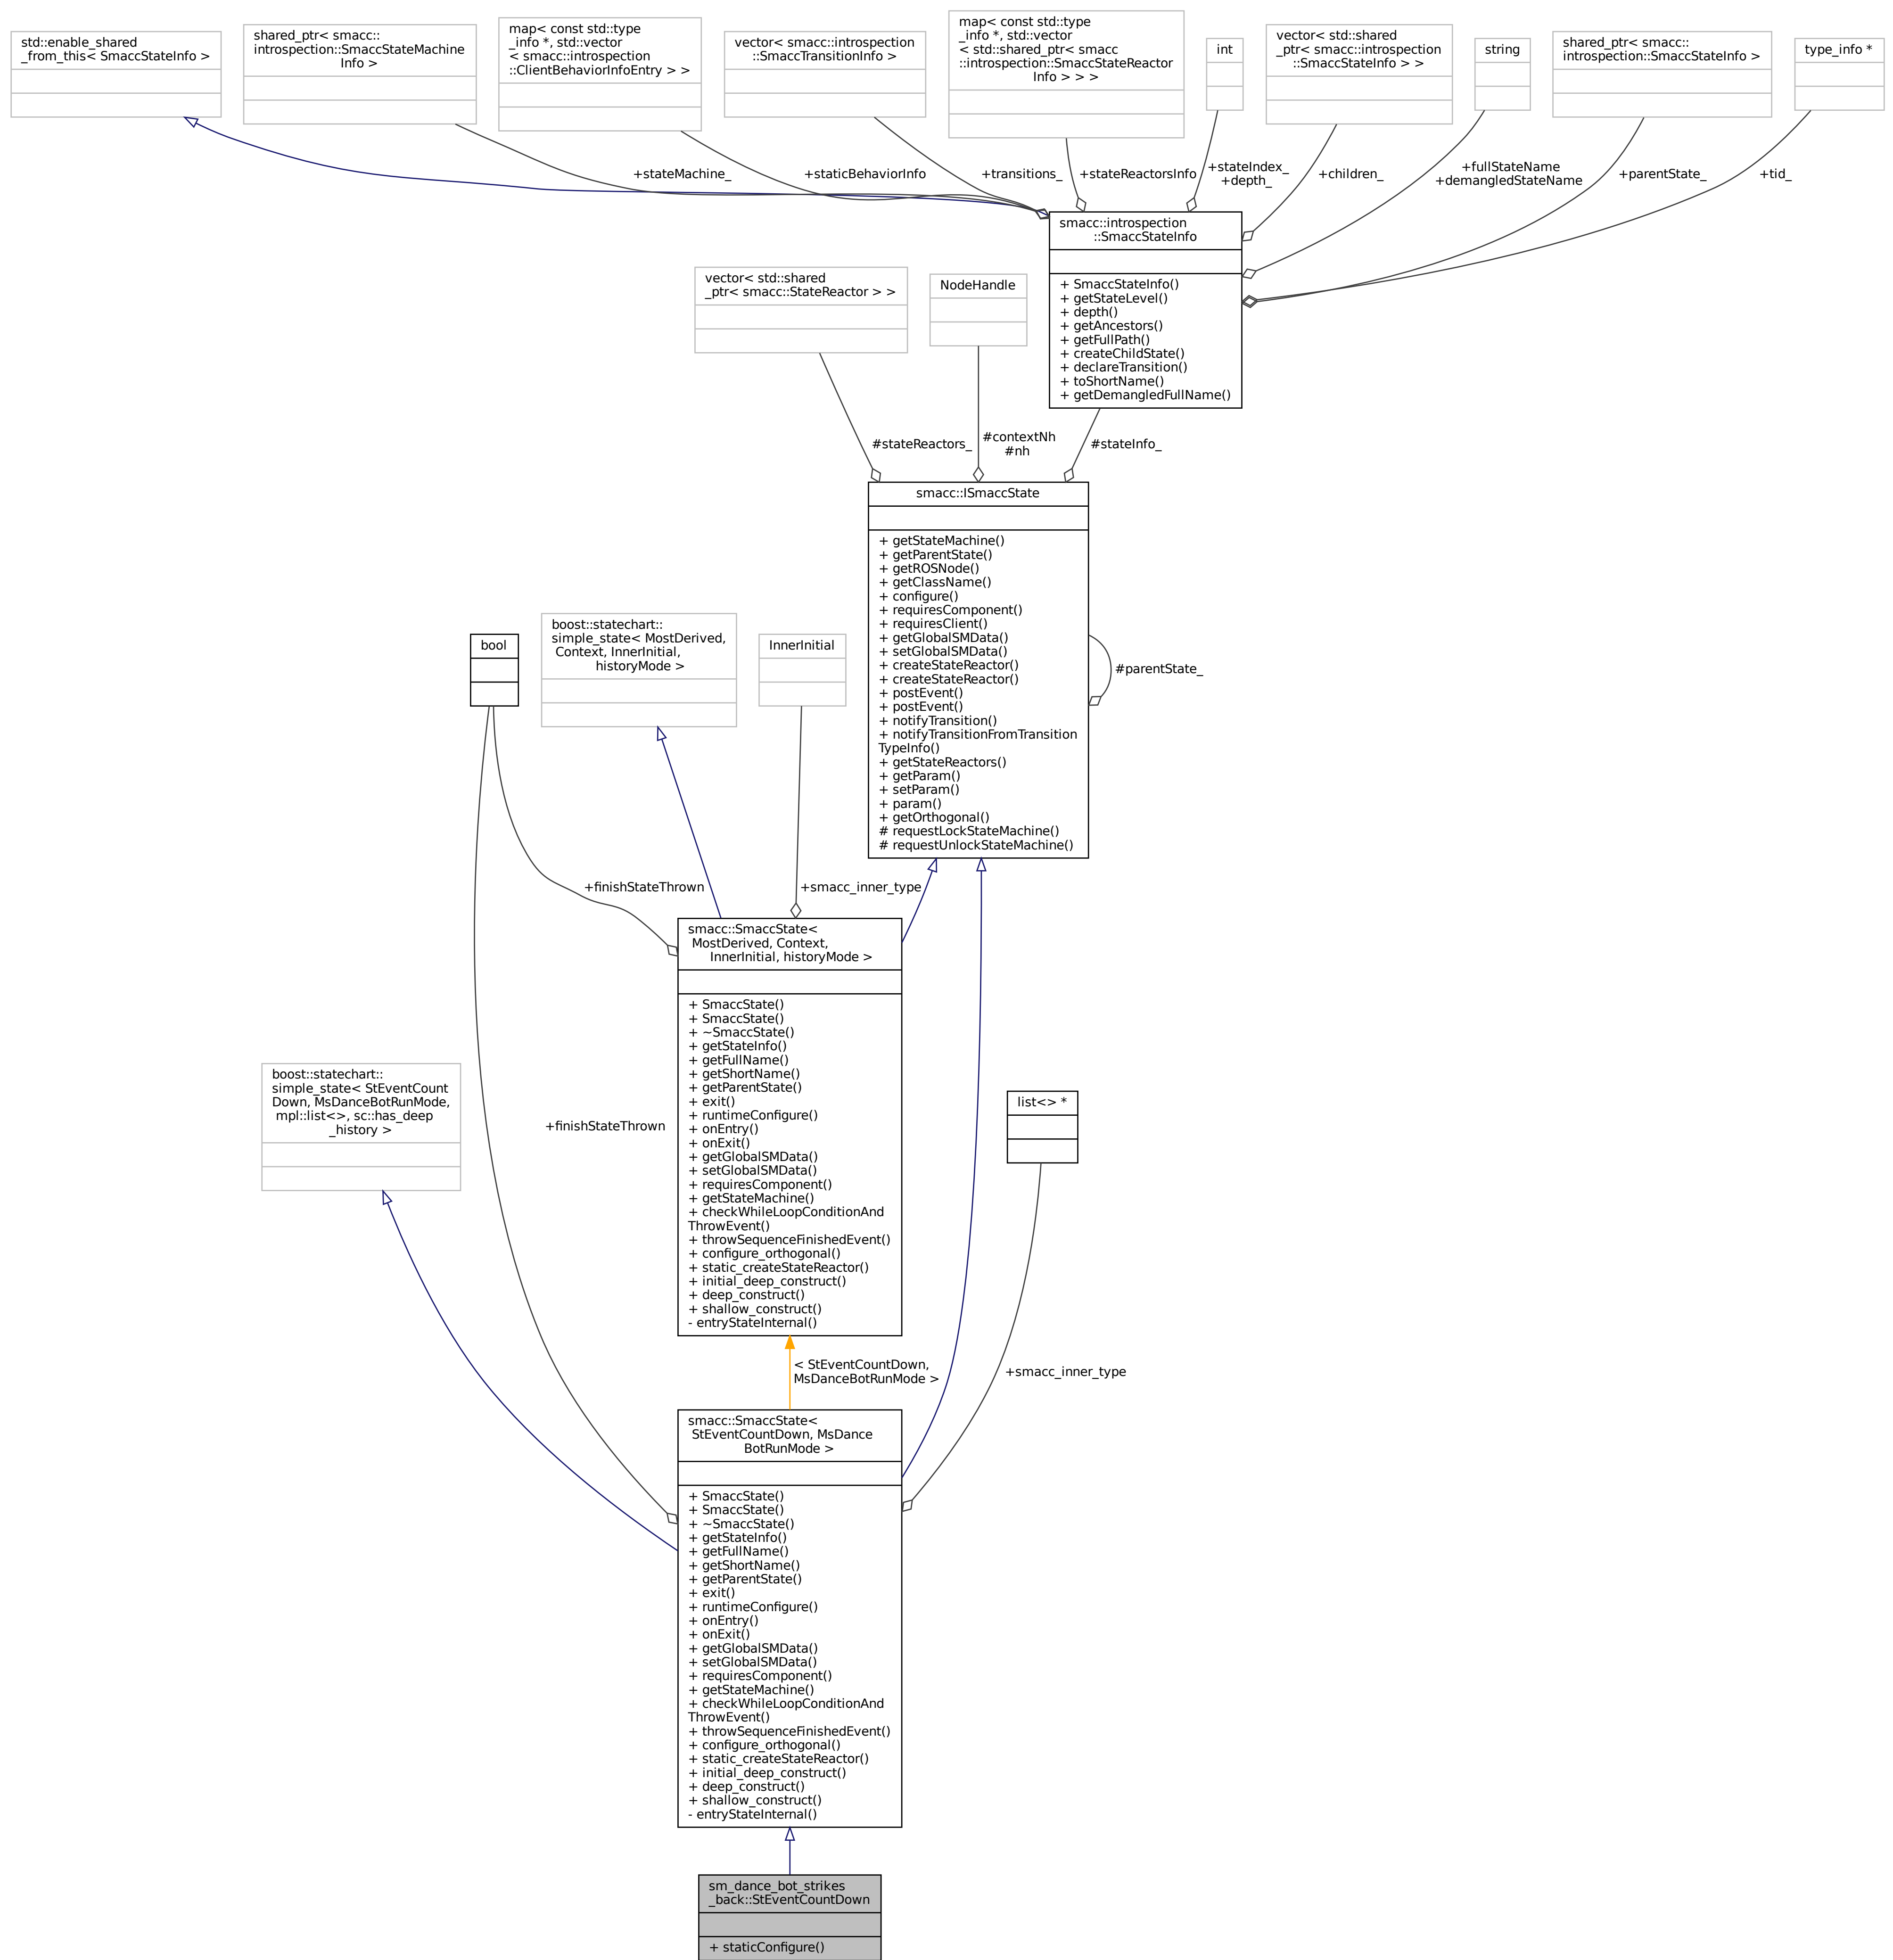 std::enable_shared
_from_this< SmaccStateInfo >
shared_ptr< smacc::
introspection::SmaccStateMachine
Info >
map< const std::type
_info *, std::vector
< smacc::introspection
::ClientBehaviorInfoEntry > >
vector< smacc::introspection
::SmaccTransitionInfo >
map< const std::type
_info *, std::vector
< std::shared_ptr< smacc
::introspection::SmaccStateReactor
Info > > >
int
vector< std::shared
_ptr< smacc::introspection
::SmaccStateInfo > >
string
shared_ptr< smacc::
introspection::SmaccStateInfo >
type_info *
+stateMachine_
+staticBehaviorInfo
+transitions_
+stateReactorsInfo
+stateIndex_
+depth_
+children_
+fullStateName
+demangledStateName
+parentState_
+tid_
smacc::introspection
::SmaccStateInfo
+ SmaccStateInfo()
+ getStateLevel()
+ depth()
+ getAncestors()
+ getFullPath()
+ createChildState()
+ declareTransition()
+ toShortName()
+ getDemangledFullName()
vector< std::shared
_ptr< smacc::StateReactor > >
NodeHandle
#stateReactors_
#contextNh
#nh
#stateInfo_
smacc::ISmaccState
+ getStateMachine()
+ getParentState()
+ getROSNode()
+ getClassName()
+ configure()
+ requiresComponent()
+ requiresClient()
+ getGlobalSMData()
+ setGlobalSMData()
+ createStateReactor()
+ createStateReactor()
+ postEvent()
+ postEvent()
+ notifyTransition()
+ notifyTransitionFromTransition
TypeInfo()
+ getStateReactors()
+ getParam()
+ setParam()
+ param()
+ getOrthogonal()
# requestLockStateMachine()
# requestUnlockStateMachine()
#parentState_
bool
boost::statechart::
simple_state< MostDerived,
Context, InnerInitial,
historyMode >
InnerInitial
+finishStateThrown
+smacc_inner_type
smacc::SmaccState<
MostDerived, Context,
InnerInitial, historyMode >
+ SmaccState()
+ SmaccState()
+ ~SmaccState()
+ getStateInfo()
+ getFullName()
+ getShortName()
+ getParentState()
+ exit()
+ runtimeConfigure()
+ onEntry()
+ onExit()
+ getGlobalSMData()
+ setGlobalSMData()
+ requiresComponent()
+ getStateMachine()
+ checkWhileLoopConditionAnd
ThrowEvent()
+ throwSequenceFinishedEvent()
+ configure_orthogonal()
+ static_createStateReactor()
+ initial_deep_construct()
+ deep_construct()
+ shallow_construct()
- entryStateInternal()
boost::statechart::
simple_state< StEventCount
Down, MsDanceBotRunMode,
mpl::list<>, sc::has_deep
_history >
+finishStateThrown
list<> *
< StEventCountDown,
MsDanceBotRunMode >
+smacc_inner_type
smacc::SmaccState<
StEventCountDown, MsDance
BotRunMode >
+ SmaccState()
+ SmaccState()
+ ~SmaccState()
+ getStateInfo()
+ getFullName()
+ getShortName()
+ getParentState()
+ exit()
+ runtimeConfigure()
+ onEntry()
+ onExit()
+ getGlobalSMData()
+ setGlobalSMData()
+ requiresComponent()
+ getStateMachine()
+ checkWhileLoopConditionAnd
ThrowEvent()
+ throwSequenceFinishedEvent()
+ configure_orthogonal()
+ static_createStateReactor()
+ initial_deep_construct()
+ deep_construct()
+ shallow_construct()
- entryStateInternal()
sm_dance_bot_strikes
_back::StEventCountDown
+ staticConfigure()